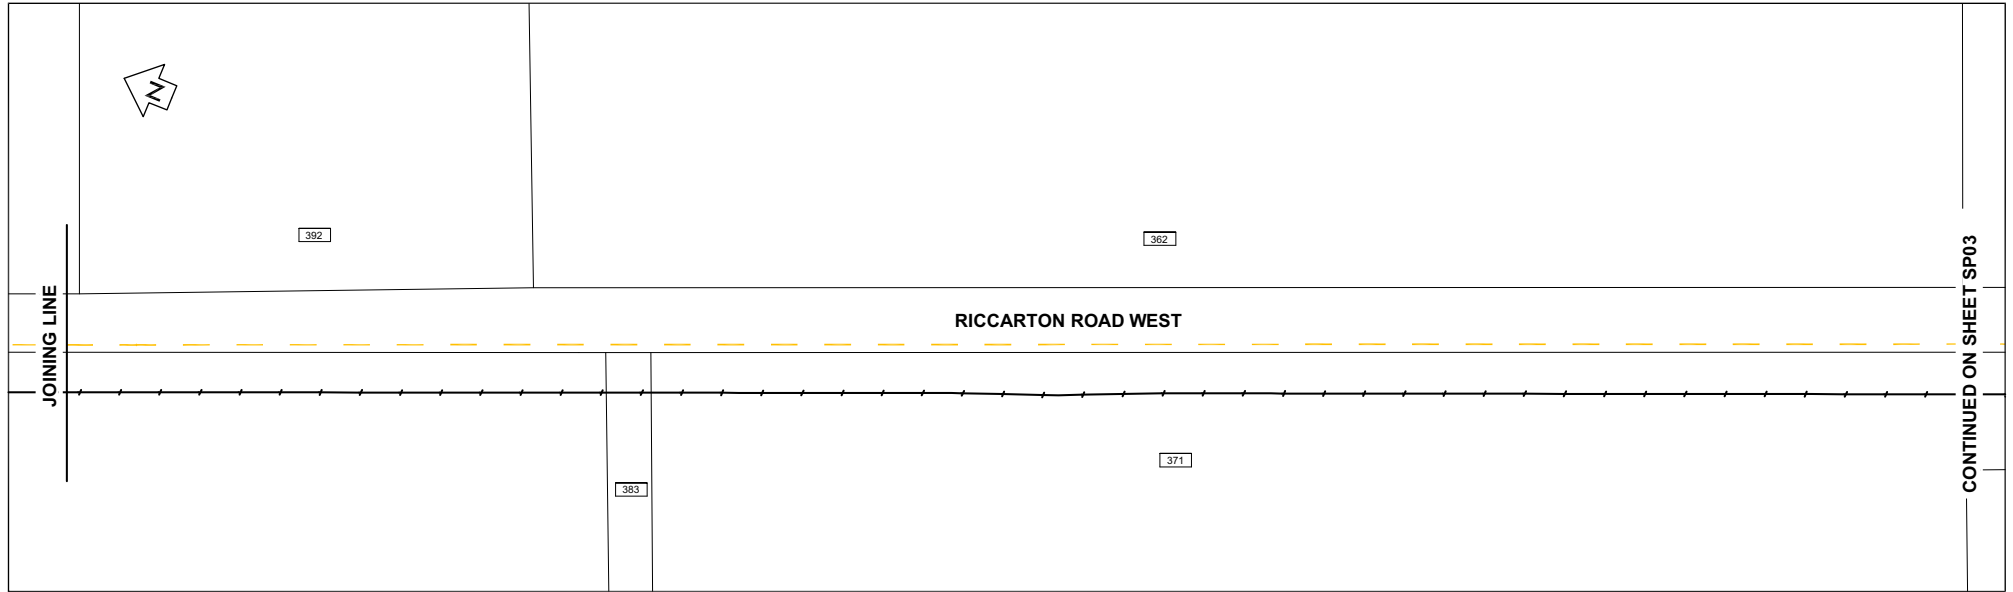 N
392
362
JOINING LINE
RICCARTON ROAD WEST
CONTINUED ON SHEET SP03
371
383